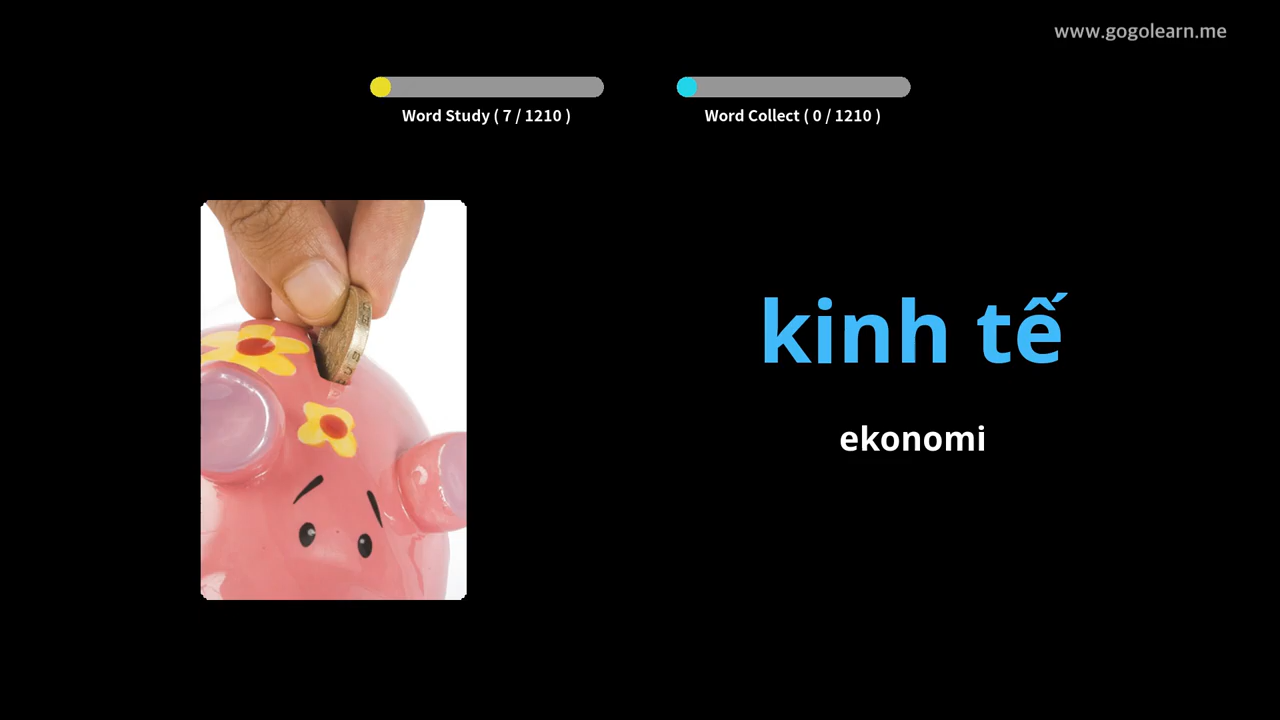 www.gogolearn.me
Word Study ( 7 / 1210 )
Word Collect ( 0 / 1210 )
kinh tế
ekonomi